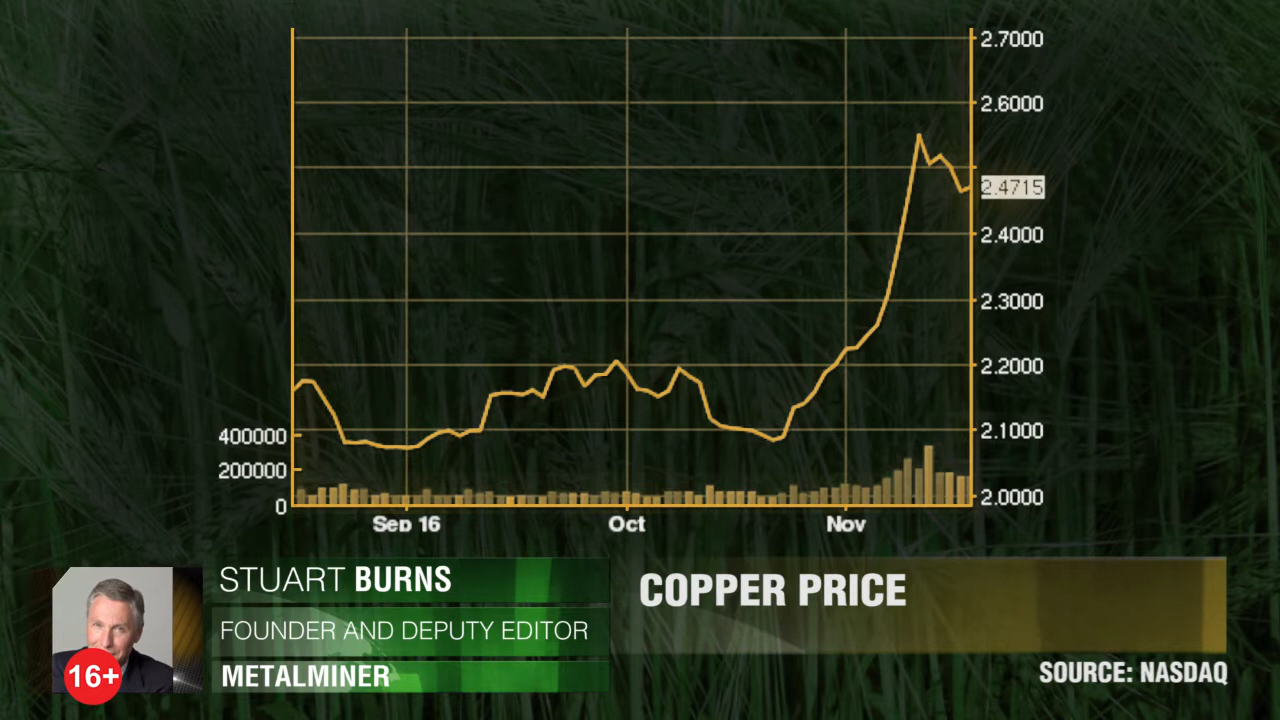 2.7000
2.6000
2.4715
2.4000
2.3000
2.2000
2.1000
2.0000
400000
200000
0
Sep 16
Oct
Nov
STUART BURNS
FOUNDER AND DEPUTY EDITOR
METALMINER
16+
COPPER PRICE
SOURCE: NASDAQ